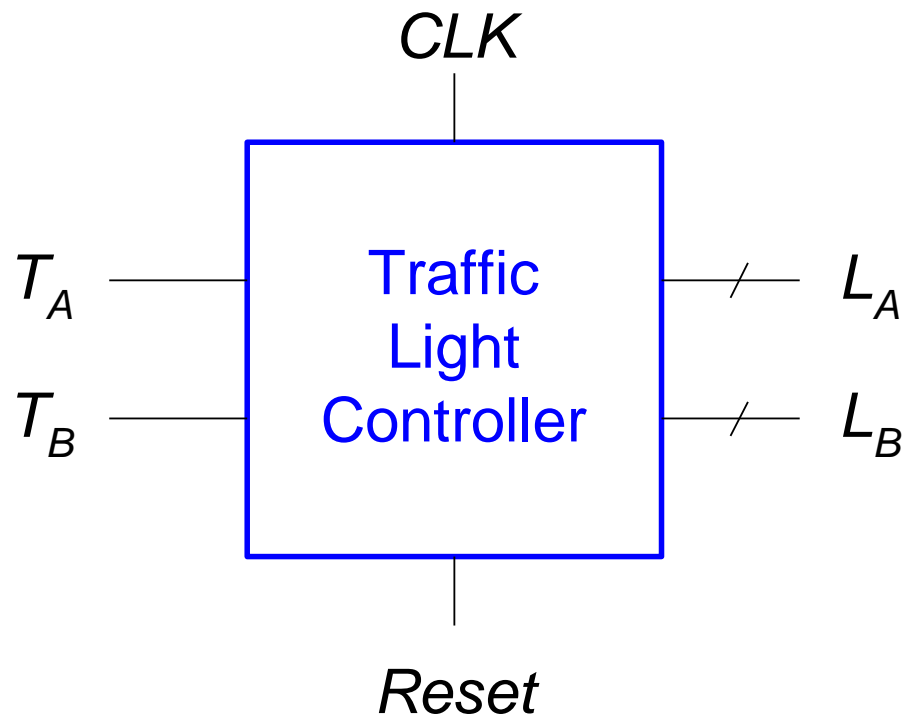 CLK
T_A
T_B
Traffic
Light
Controller
L_A
L_B
Reset